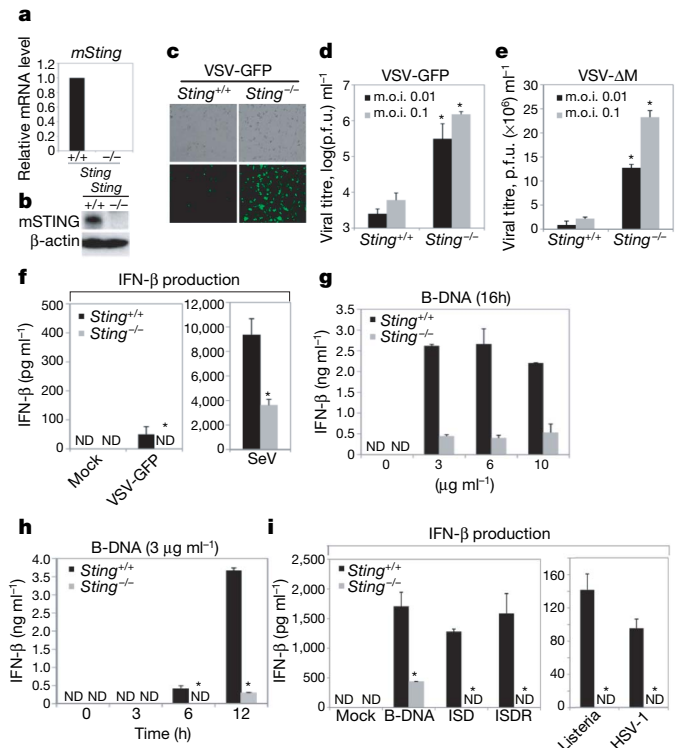 a
mSting
Relative mRNA level
1.2
1.0
0.8
0.6
0.4
0.2
0
+/+ –/–
Sting
b
Sting
+/+ –/–
mSTING
β-actin
c
VSV-GFP
Sting+/+ Sting–/–
d
VSV-GFP
Viral titre, log(p.f.u.) ml–1
7
6
5
4
3
m.o.i. 0.01
m.o.i. 0.1
* *
Sting+/+ Sting–/–
e
VSV-ΔM
Viral titre, p.f.u. (×10⁶) ml–1
30
25
20
15
10
5
0
m.o.i. 0.01
m.o.i. 0.1
* *
Sting+/+ Sting–/–
f
IFN-β production
IFN-β (pg ml–1)
500
400
300
200
100
0
Sting+/+
Sting–/–
ND ND
*
ND
Mock
VSV-GFP
12,000
10,000
8,000
6,000
4,000
2,000
0
*
SeV
g
B-DNA (16h)
IFN-β (ng ml–1)
3.5
3.0
2.5
2.0
1.5
1.0
0.5
0
Sting+/+
Sting–/–
ND ND
0 3 6 10
(μg ml–1)
h
B-DNA (3 μg ml–1)
IFN-β (ng ml–1)
4.0
3.5
3.0
2.5
2.0
1.5
1.0
0.5
0
Sting+/+
Sting–/–
ND ND ND ND
*
ND
*
0 3 6 12
Time (h)
i
IFN-β production
IFN-β (pg ml–1)
2,500
2,000
1,500
1,000
500
0
Sting+/+
Sting–/–
ND ND
*
*
ND
*
ND
Mock B-DNA ISD ISDR
160
120
80
40
0
*
ND
*
ND
Listeria
HSV-1